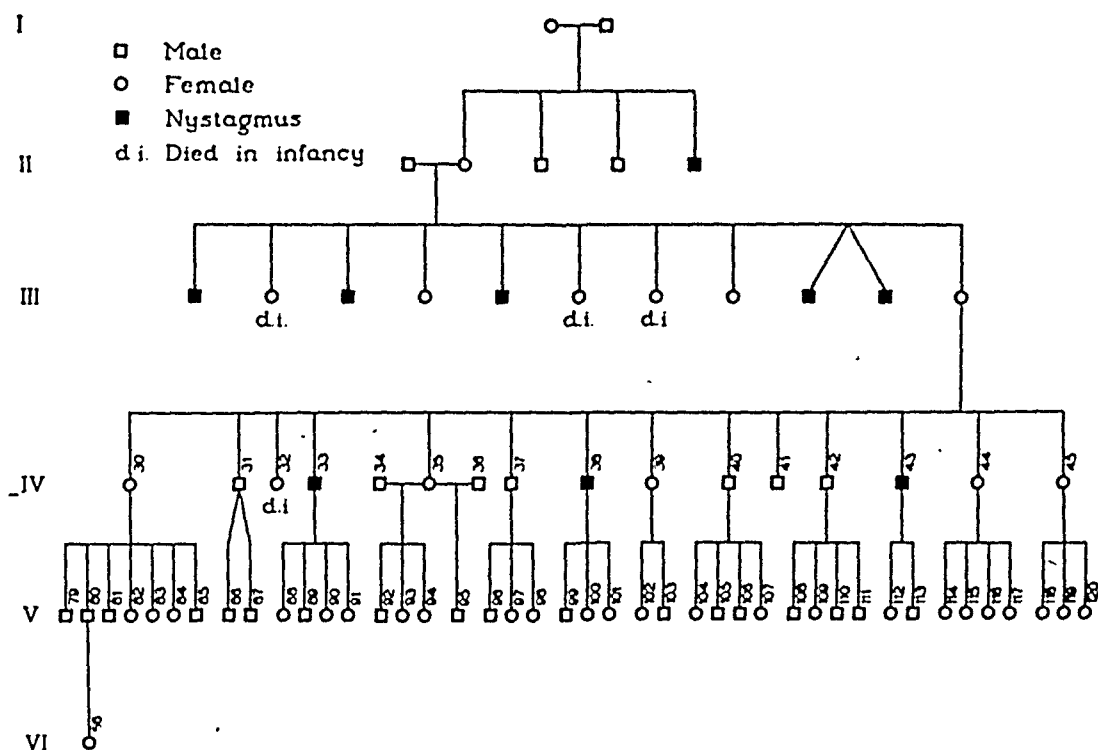 I
Male
Female
Nystagmus
d i. Died in infancy
II
III
d.i. d.i. d.i
30 31 32 33 34 35 36 37 38 39 40 41 42 43 44 45
IV
d.i
79 80 81 82 83 84 85 86 87 88 89 90 91 92 93 94 95 96 97 98 99 100 101 102 103 104 105 106 107 108 109 110 111 112 113 114 115 116 117 118 119 120
V
VI